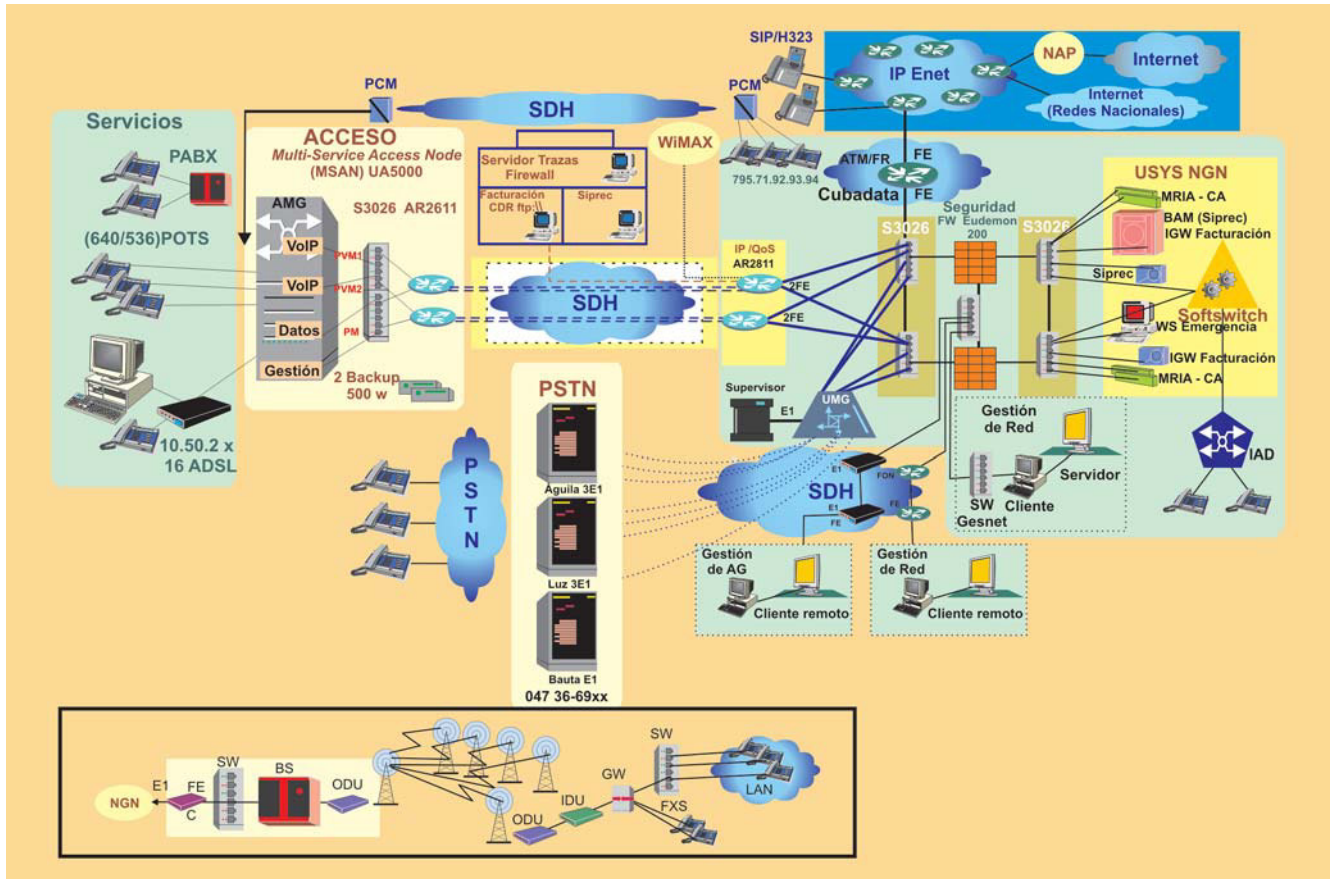 SIP/H323
IP Enet
NAP
Internet
Internet
(Redes Nacionales)
PCM
SDH
PCM
795.71.92.93.94
FE
ATM/FR
FE
Cubadata
WiMAX
Servicios
PABX
(640/536)POTS
10.50.2 x
16 ADSL
ACCESO
Multi-Service Access Node
(MSAN) UA5000
AMG
S3026 AR2611
VoIP
PVM1
VoIP
PVM2
Datos
PM
Gestión
2 Backup
500 w
Servidor Trazas
Firewall
Facturación
CDR ftp:\\
Siprec
SDH
IP /QoS
AR2811
2FE
2FE
S3026
Seguridad
FW Eudemon
200
S3026
USYS NGN
MRIA - CA
BAM (Siprec)
IGW Facturación
Siprec
Softswitch
WS Emergencia
IGW Facturación
MRIA - CA
Supervisor
E1
UMG
IAD
Gestión
de Red
Servidor
Cliente
SW
Gesnet
E1
FDN
SDH
E1
FE
FE
Gestión
de AG
Cliente remoto
Gestión
de Red
Cliente remoto
PSTN
PSTN
Águila 3E1
Luz 3E1
Bauta E1
047 36-69xx
NGN
E1
FE
C
SW
BS
ODU
ODU
IDU
GW
SW
FXS
LAN